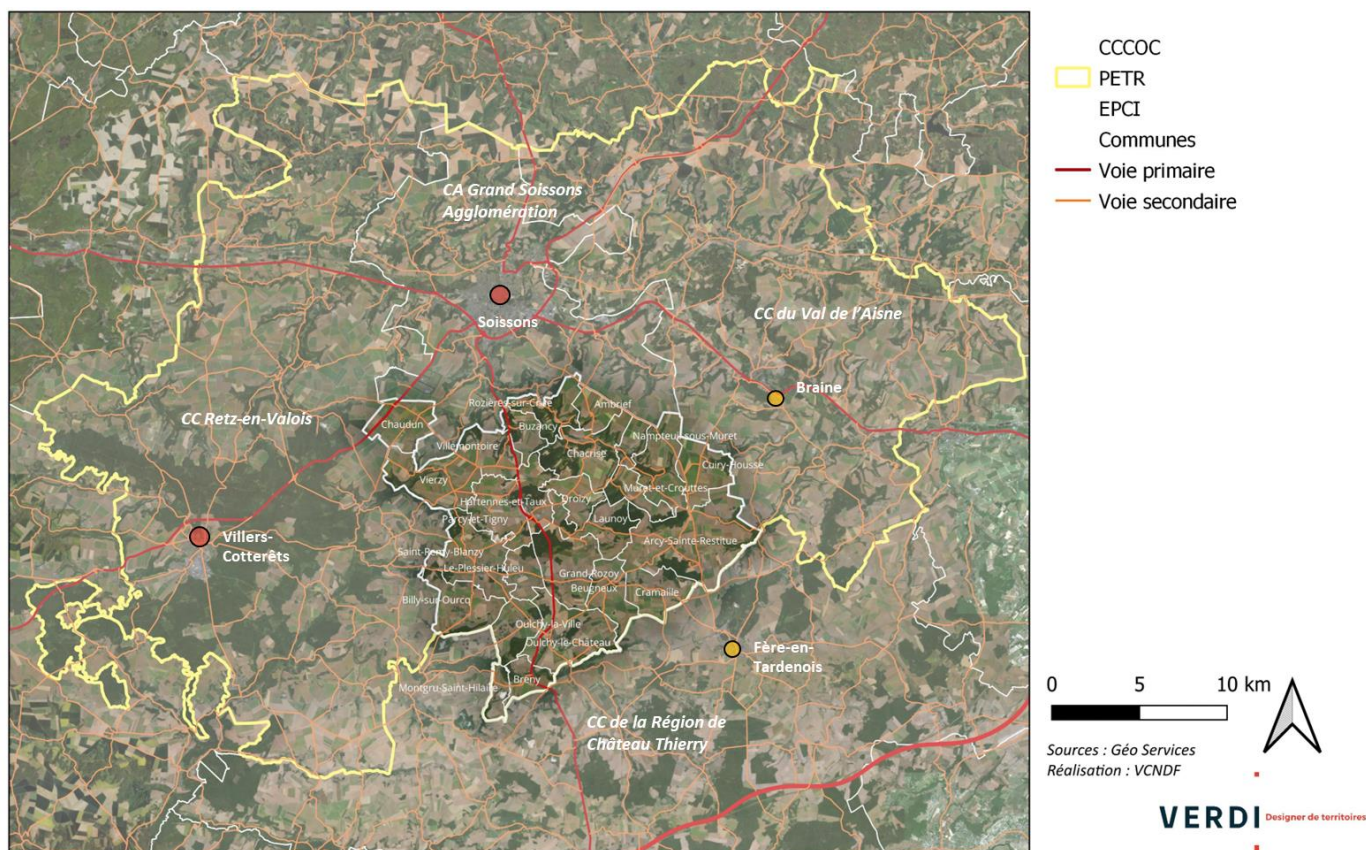 CA Grand Soissons
Agglomération
Soissons
CC du Val de l'Aisne
Braine
CC Retz-en-Valois
Rozières-sur-Crise
Ambrief
Chaudun
Buzancy
Villemontoire
Nampteuil-sous-Muret
Chacrise
Cuiry-Housse
Vierzy
Muret-et-Crouttes
Hartennes-et-Taux
Droizy
Parcy-et-Tigny
Launoy
Villers-
Cotterêts
Arcy-Sainte-Restitue
Saint-Rémy-Blanzy
Le-Plessier-Huleu
Grand-Rozoy
Beugneux
Cramaille
Billy-sur-Ourcq
Oulchy-la-Ville
Oulchy-le-Château
Fère-en-
Tardenois
Breny
Montgru-Saint-Hilaire
CC de la Région de
Château Thierry
CCCOC
PETR
EPCI
Communes
Voie primaire
Voie secondaire
0 5 10 km
Sources : Géo Services
Réalisation : VCNDF
VERDI Designer de territoires